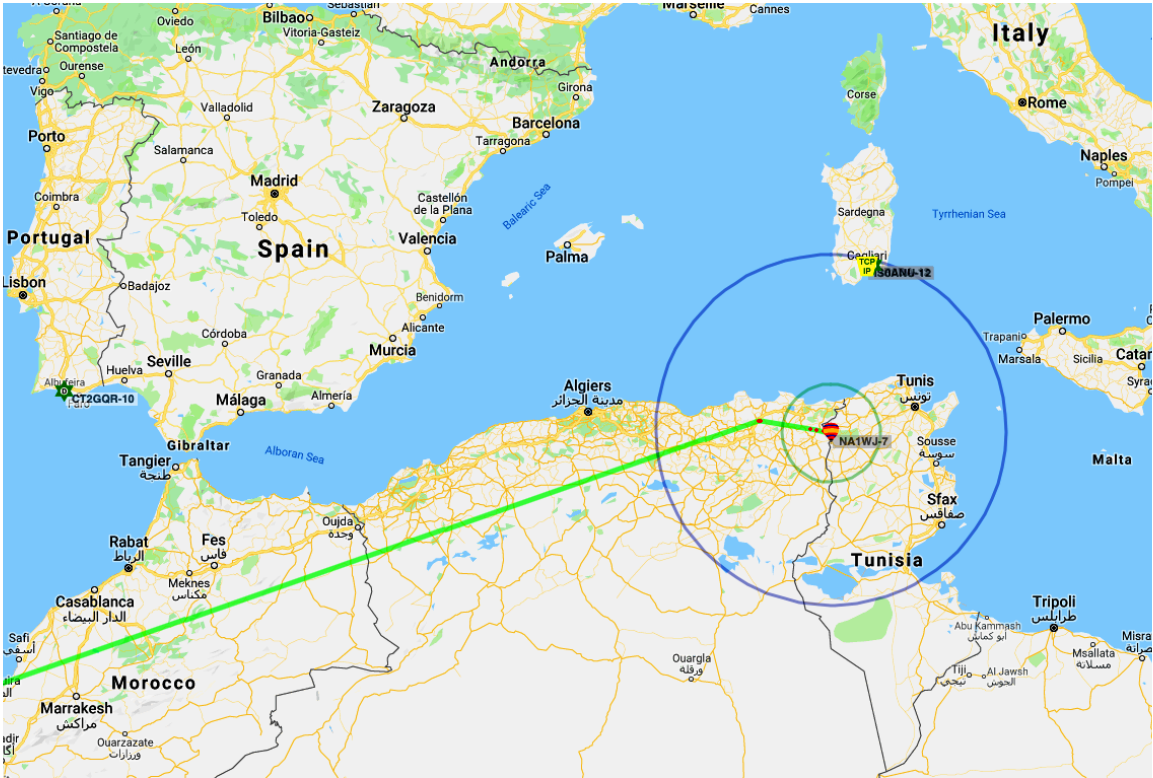 Oviedo
Bilbao
Cannes
Santiago de
Compostela
León
Vitoria-Gasteiz
Ourense
Andorra
Italy
Vigo
Girona
Corse
Rome
Valladolid
Zaragoza
Barcelona
Porto
Tarragona
Salamanca
Naples
Madrid
Pompei
Coimbra
Toledo
Castellón
de la Plana
Balearic Sea
Sardegna
Tyrrhenian Sea
Portugal
Spain
Valencia
Palma
Cagliari
TCP
IP
IS0ANU-12
Lisbon
Badajoz
Benidorm
Alicante
Palermo
Córdoba
Trapani
Murcia
Marsala
Sicilia
Huelva
Seville
Albufeira
Granada
Algiers
مدينة الجزائر
Tunis
تونس
CT2GQR-10
Faro
Málaga
Almería
Gibraltar
NA1WJ-7
Sousse
سوسة
Alboran Sea
Tangier
طنجة
Malta
Sfax
صفاقس
Oujda
وجدة
Rabat
الرباط
Fes
فاس
Tunisia
Meknes
مكناس
Casablanca
الدار البيضاء
Tripoli
طرابلس
Abu Kammash
أبو كماش
Safi
آسفي
Msallata
مسلاتة
Ouargla
ورقلة
Tiji
تيجي
Al Jawsh
الجوش
Morocco
Marrakesh
مراكش
Ouarzazate
ورزازات